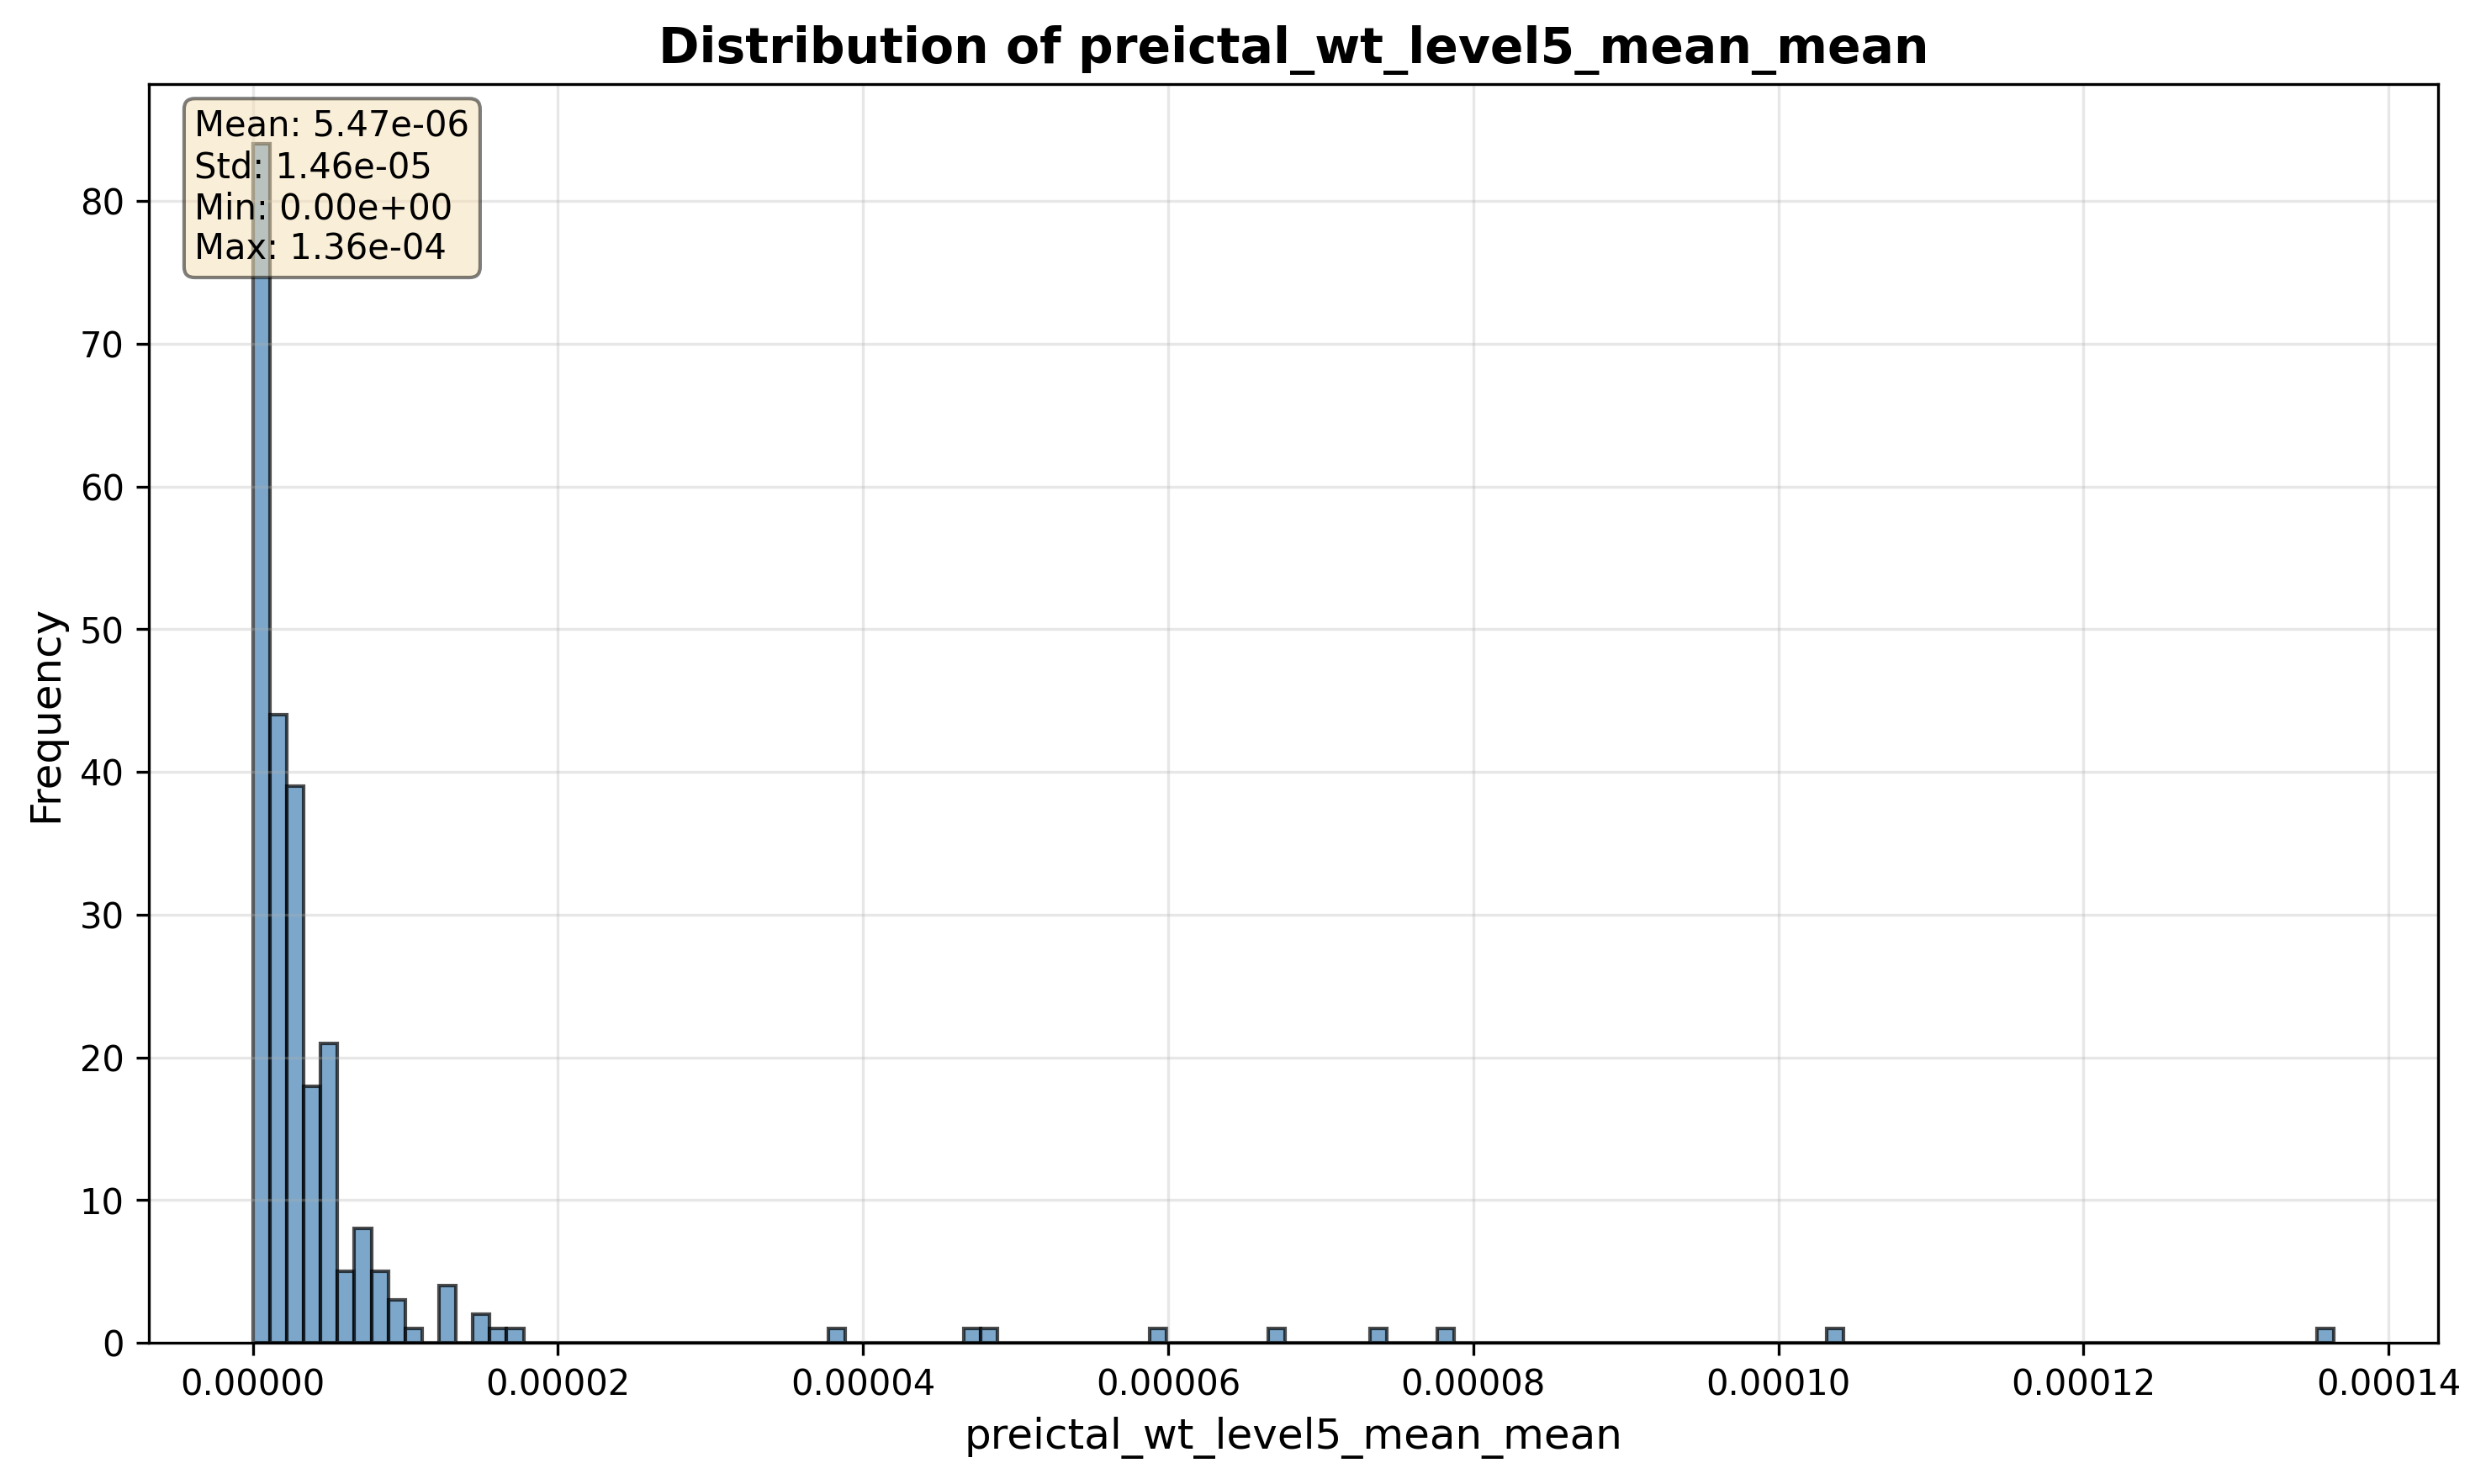 Distribution of preictal_wt_level5_mean_mean
Mean: 5.47e-06
Std: 1.46e-05
Min: 0.00e+00
Max: 1.36e-04
Frequency
80
70
60
50
40
30
20
10
0
0.00000 0.00002 0.00004 0.00006 0.00008 0.00010 0.00012 0.00014
preictal_wt_level5_mean_mean